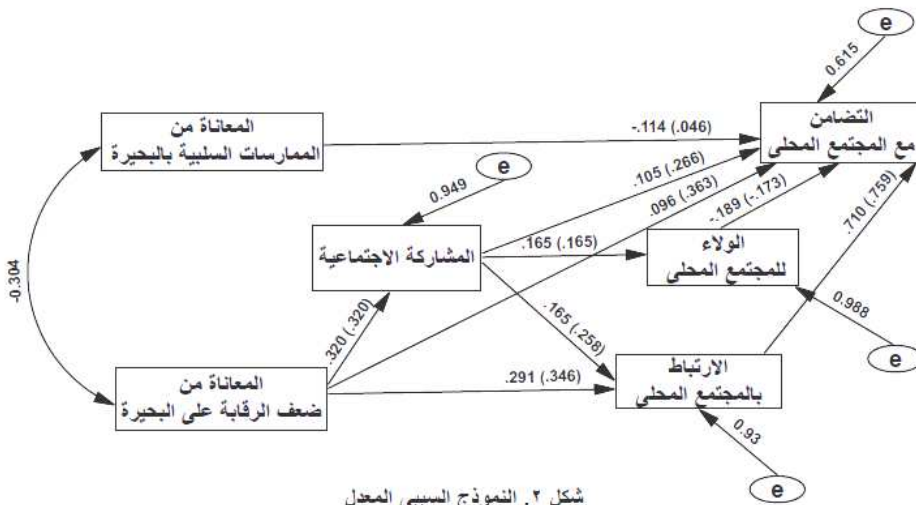 e
0.615
التضامن
مع المجتمع المحلى
المعاناة من
الممارسات السلبية بالبحيرة
-.114 (.046)
e
0.949
.105 (.266)
.096 (.363)
-.189 (-.173)
.710 (.759)
المشاركة الاجتماعية
.165 (.165)
الولاء
للمجتمع المحلى
-0.304
0.988
e
.320 (.320)
.165 (.258)
المعاناة من
ضعف الرقابة على البحيرة
.291 (.346)
الارتباط
بالمجتمع المحلى
0.93
e
شكل ٢. النموذج السببى المعدل